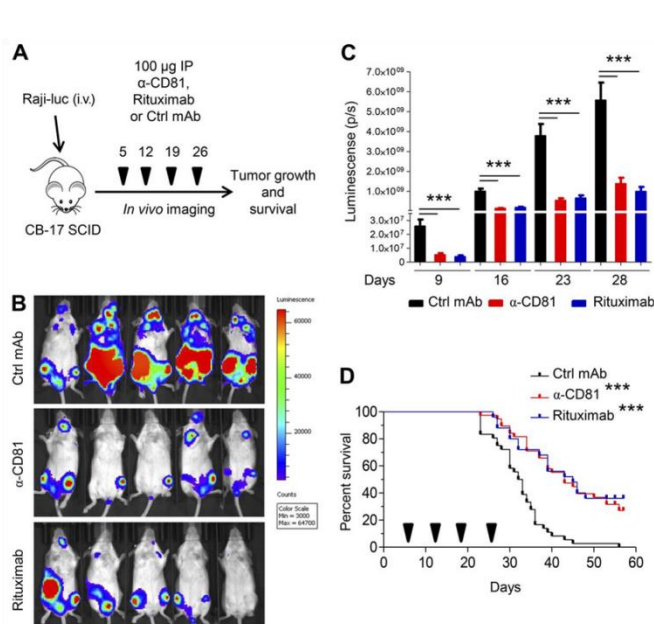 A
100 µg IP
α-CD81,
Rituximab
or Ctrl mAb
Raji-luc (i.v.)
5 12 19 26
Tumor growth
and
survival
In vivo imaging
CB-17 SCID
B
Ctrl mAb
α-CD81
Rituximab
Luminescence
60000
40000
20000
Counts
Color Scale
Min = 3000
Max = 64700
C
Luminescense (p/s)
7.0x10⁰⁹
6.0x10⁰⁹
5.0x10⁰⁹
4.0x10⁰⁹
3.0x10⁰⁹
2.0x10⁰⁹
1.0x10⁰⁹
3.0x10⁷
2.0x10⁷
1.0x10⁷
0
*** *** *** ***
Days 9 16 23 28
Ctrl mAb α-CD81 Rituximab
D
Ctrl mAb
α-CD81 ***
Rituximab ***
Percent survival
100
80
60
40
20
0
0 10 20 30 40 50 60
Days